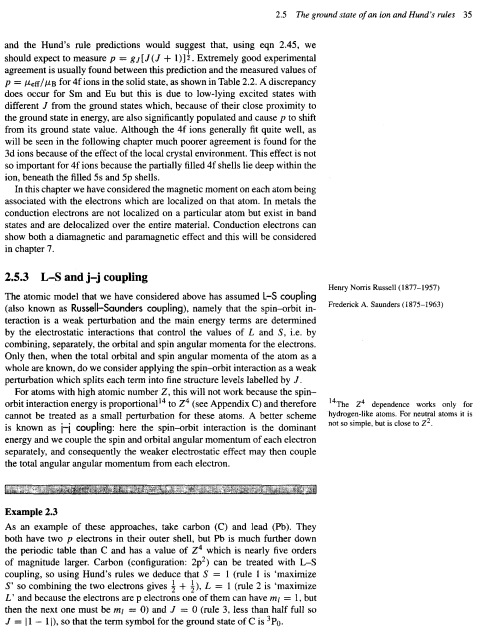 2.5 The ground state of an ion and Hund's rules 35
and the Hund's rule predictions would suggest that, using eqn 2.45, we
should expect to measure p = g_J[J(J + 1)]^{1/2}. Extremely good experimental
agreement is usually found between this prediction and the measured values of
p = μ_eff/μ_B for 4f ions in the solid state, as shown in Table 2.2. A discrepancy
does occur for Sm and Eu but this is due to low-lying excited states with
different J from the ground states which, because of their close proximity to
the ground state in energy, are also significantly populated and cause p to shift
from its ground state value. Although the 4f ions generally fit quite well, as
will be seen in the following chapter much poorer agreement is found for the
3d ions because of the effect of the local crystal environment. This effect is not
so important for 4f ions because the partially filled 4f shells lie deep within the
ion, beneath the filled 5s and 5p shells.
In this chapter we have considered the magnetic moment on each atom being
associated with the electrons which are localized on that atom. In metals the
conduction electrons are not localized on a particular atom but exist in band
states and are delocalized over the entire material. Conduction electrons can
show both a diamagnetic and paramagnetic effect and this will be considered
in chapter 7.
2.5.3 L–S and j–j coupling
The atomic model that we have considered above has assumed L–S coupling
(also known as Russell–Saunders coupling), namely that the spin–orbit in-
teraction is a weak perturbation and the main energy terms are determined
by the electrostatic interactions that control the values of L and S, i.e. by
combining, separately, the orbital and spin angular momenta for the electrons.
Only then, when the total orbital and spin angular momenta of the atom as a
whole are known, do we consider applying the spin–orbit interaction as a weak
perturbation which splits each term into fine structure levels labelled by J.
For atoms with high atomic number Z, this will not work because the spin–
orbit interaction energy is proportional¹⁴ to Z⁴ (see Appendix C) and therefore
cannot be treated as a small perturbation for these atoms. A better scheme
is known as j–j coupling: here the spin–orbit interaction is the dominant
energy and we couple the spin and orbital angular momentum of each electron
separately, and consequently the weaker electrostatic effect may then couple
the total angular angular momentum from each electron.
Henry Norris Russell (1877–1957)
Frederick A. Saunders (1875–1963)
¹⁴The Z⁴ dependence works only for
hydrogen-like atoms. For neutral atoms it is
not so simple, but is close to Z².
Example 2.3
As an example of these approaches, take carbon (C) and lead (Pb). They
both have two p electrons in their outer shell, but Pb is much further down
the periodic table than C and has a value of Z⁴ which is nearly five orders
of magnitude larger. Carbon (configuration: 2p²) can be treated with L–S
coupling, so using Hund's rules we deduce that S = 1 (rule 1 is 'maximize
S' so combining the two electrons gives ½ + ½), L = 1 (rule 2 is 'maximize
L' and because the electrons are p electrons one of them can have m_l = 1, but
then the next one must be m_l = 0) and J = 0 (rule 3, less than half full so
J = |1 − 1|), so that the term symbol for the ground state of C is ³P₀.